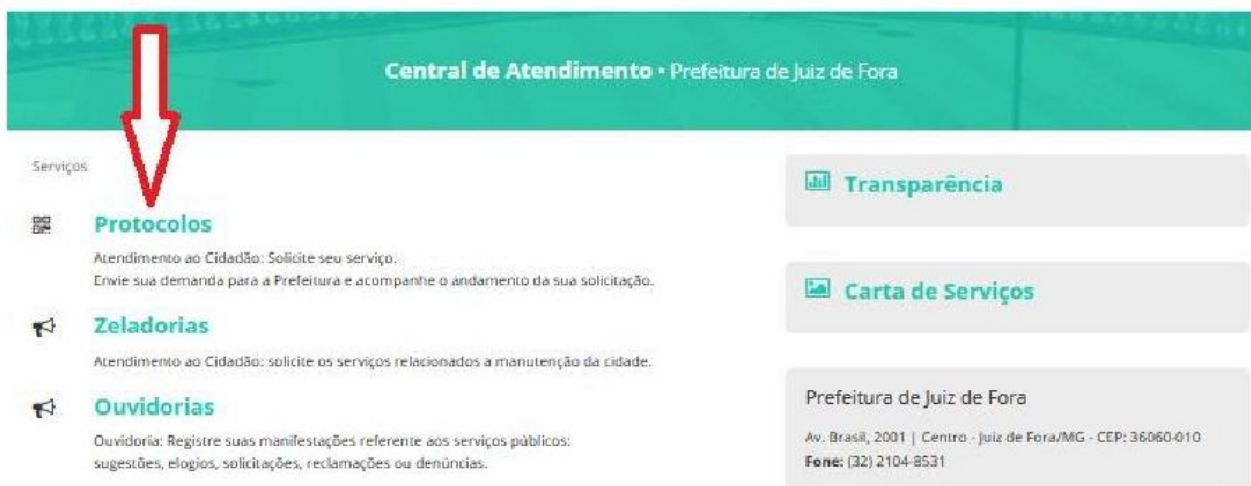 Central de Atendimento • Prefeitura de Juiz de Fora
Serviços
Protocolos
Atendimento ao Cidadão: Solicite seu serviço.
Envie sua demanda para a Prefeitura e acompanhe o andamento da sua solicitação.
Zeladorias
Atendimento ao Cidadão: solicite os serviços relacionados a manutenção da cidade.
Ouvidorias
Ouvidoria: Registre suas manifestações referente aos serviços públicos:
sugestões, elogios, solicitações, reclamações ou denúncias.
Transparência
Carta de Serviços
Prefeitura de Juiz de Fora
Av. Brasil, 2001 | Centro - Juiz de Fora/MG - CEP: 36060-010
Fone: (32) 2104-8531